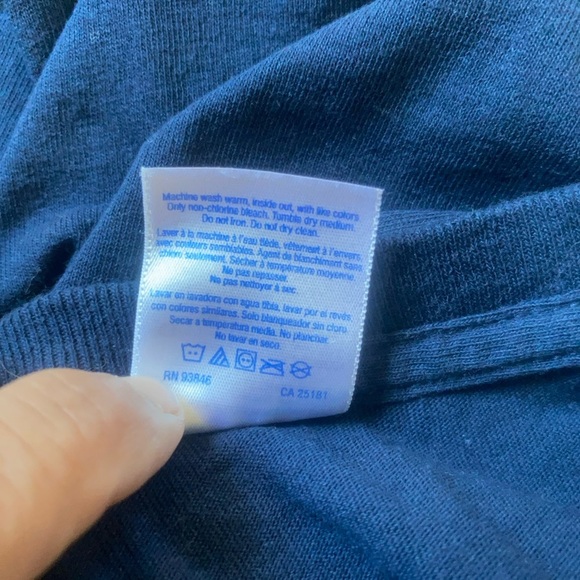 Machine wash warm, inside out, with like colors.
Only non-chlorine bleach. Tumble dry medium.
Do not Iron. Do not dry clean.
Laver à la machine à l'eau tiède, vêtement à l'envers,
avec couleurs semblables. Agent de blanchiment sans
chlore seulement. Sécher à température moyenne.
Ne pas repasser.
Ne pas nettoyer à sec.
Lavar en lavadora con agua tibia, lavar por el revés
con colores similares. Solo blanqueador sin cloro.
Secar a temperatura media. No planchar.
No lavar en seco.
RN 93846 CA 25181